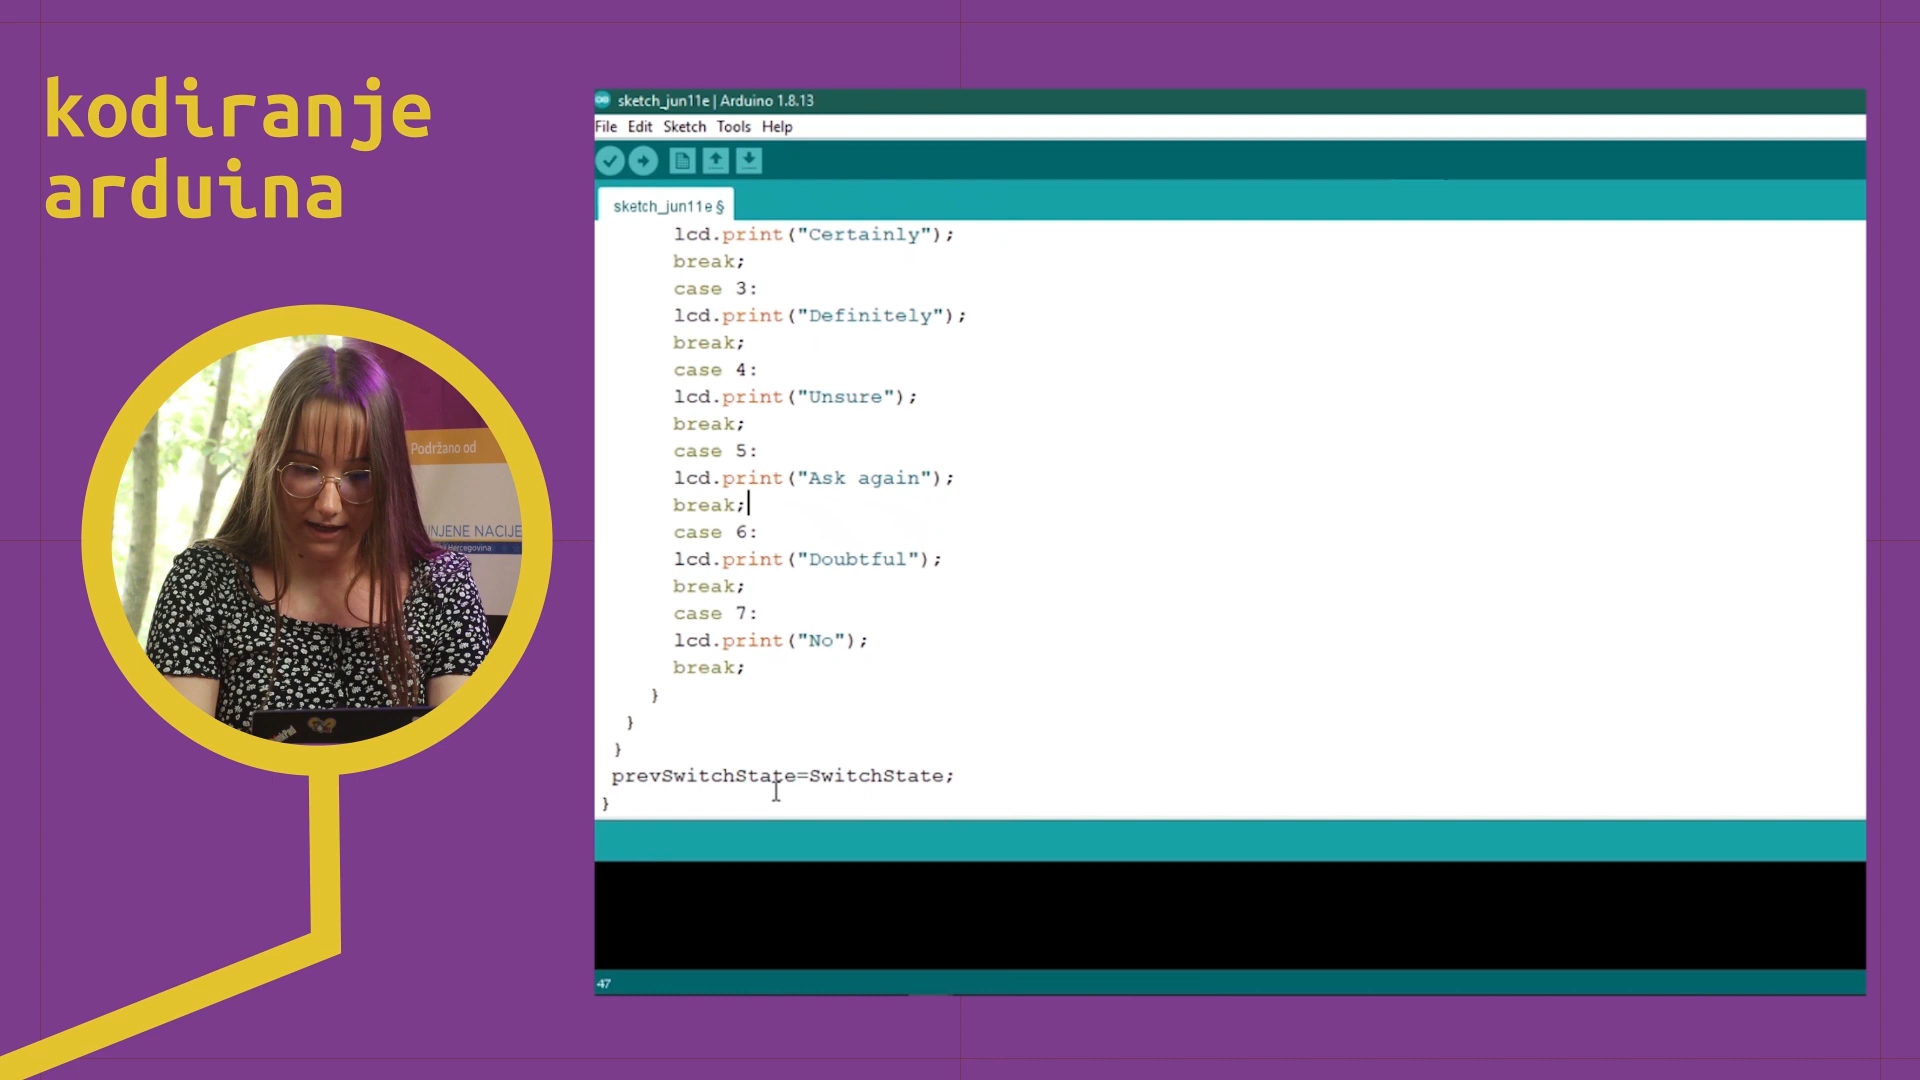 kodiranje
arduina
sketch_jun11e | Arduino 1.8.13
File Edit Sketch Tools Help
sketch_jun11e §
lcd.print("Certainly");
break;
case 3:
lcd.print("Definitely");
break;
case 4:
lcd.print("Unsure");
break;
case 5:
lcd.print("Ask again");
break;
case 6:
lcd.print("Doubtful");
break;
case 7:
lcd.print("No");
break;
}
}
}
prevSwitchState=SwitchState;
}
47
Podržano od
NJENE NACIJE
Hercegovina